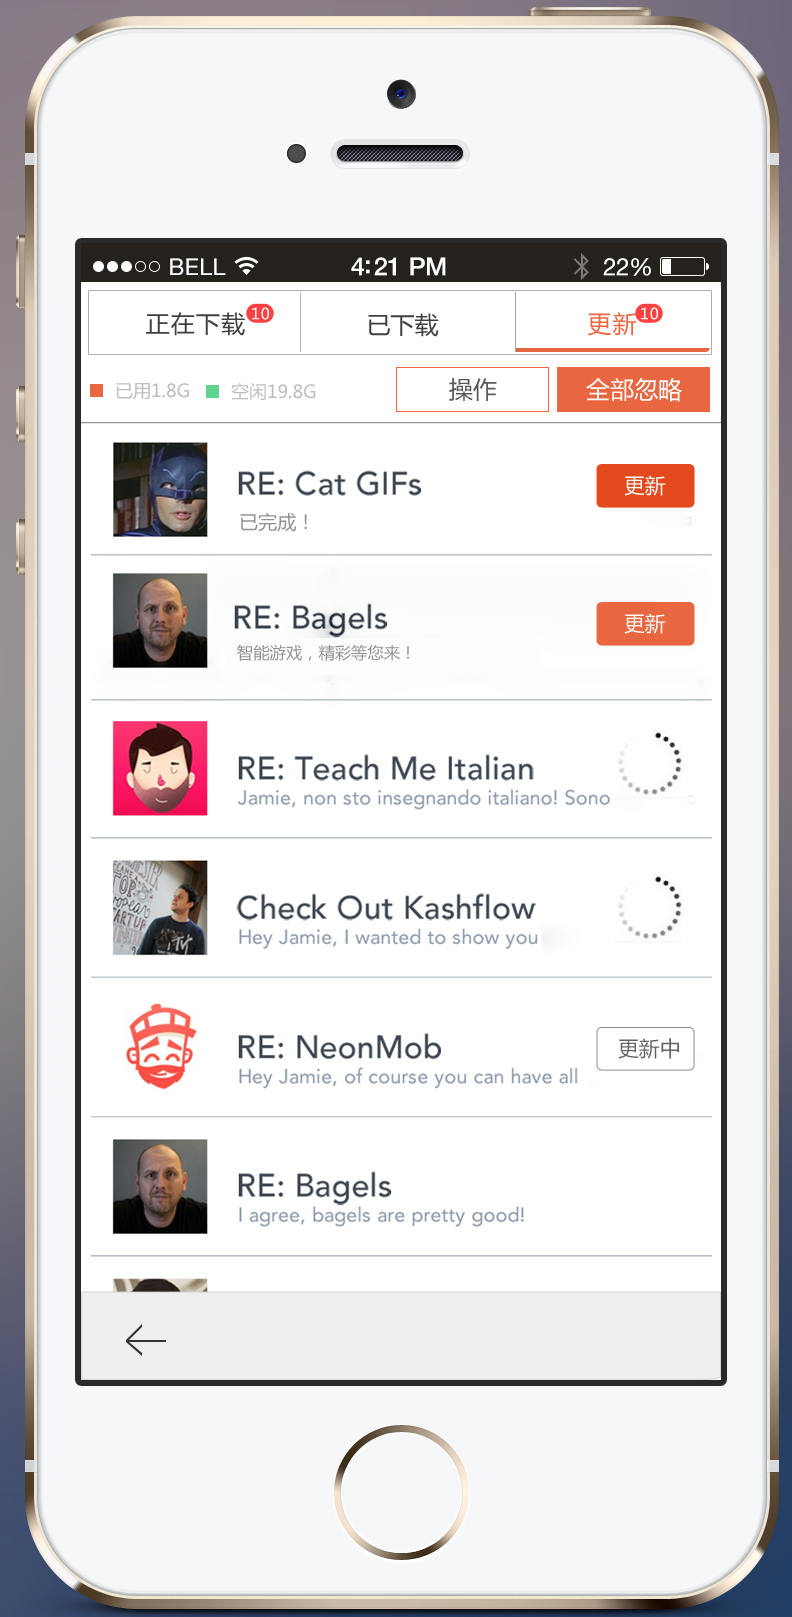 BELL 4:21 PM 22%
正在下载 10 已下载 更新 10
已用1.8G 空闲19.8G 操作 全部忽略
RE: Cat GIFs
更新
已完成！
RE: Bagels
更新
智能游戏，精彩等您来！
RE: Teach Me Italian
Jamie, non sto insegnando italiano! Sono
Check Out Kashflow
Hey Jamie, I wanted to show you
RE: NeonMob
更新中
Hey Jamie, of course you can have all
RE: Bagels
I agree, bagels are pretty good!